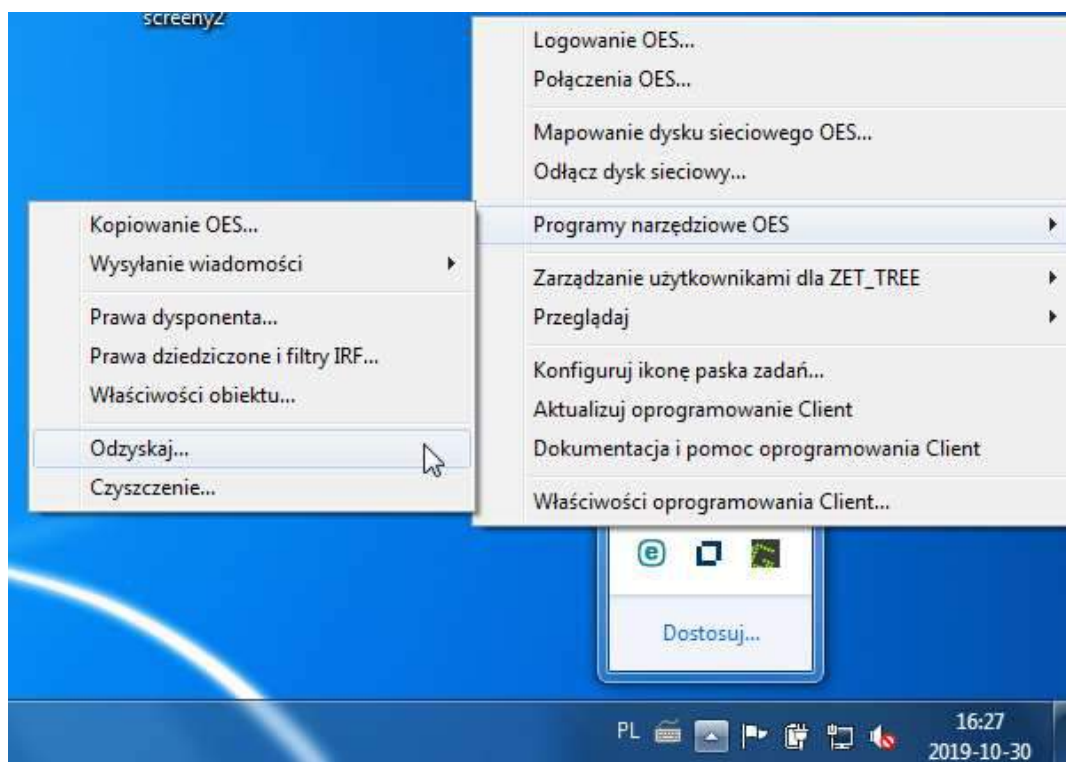 screeny2
Logowanie OES...
Połączenia OES...
Mapowanie dysku sieciowego OES...
Odłącz dysk sieciowy...
Programy narzędziowe OES
Zarządzanie użytkownikami dla ZET_TREE
Przeglądaj
Konfiguruj ikonę paska zadań...
Aktualizuj oprogramowanie Client
Dokumentacja i pomoc oprogramowania Client
Właściwości oprogramowania Client...
Kopiowanie OES...
Wysyłanie wiadomości
Prawa dysponenta...
Prawa dziedziczone i filtry IRF...
Właściwości obiektu...
Odzyskaj...
Czyszczenie...
e
Dostosuj...
PL
16:27
2019-10-30